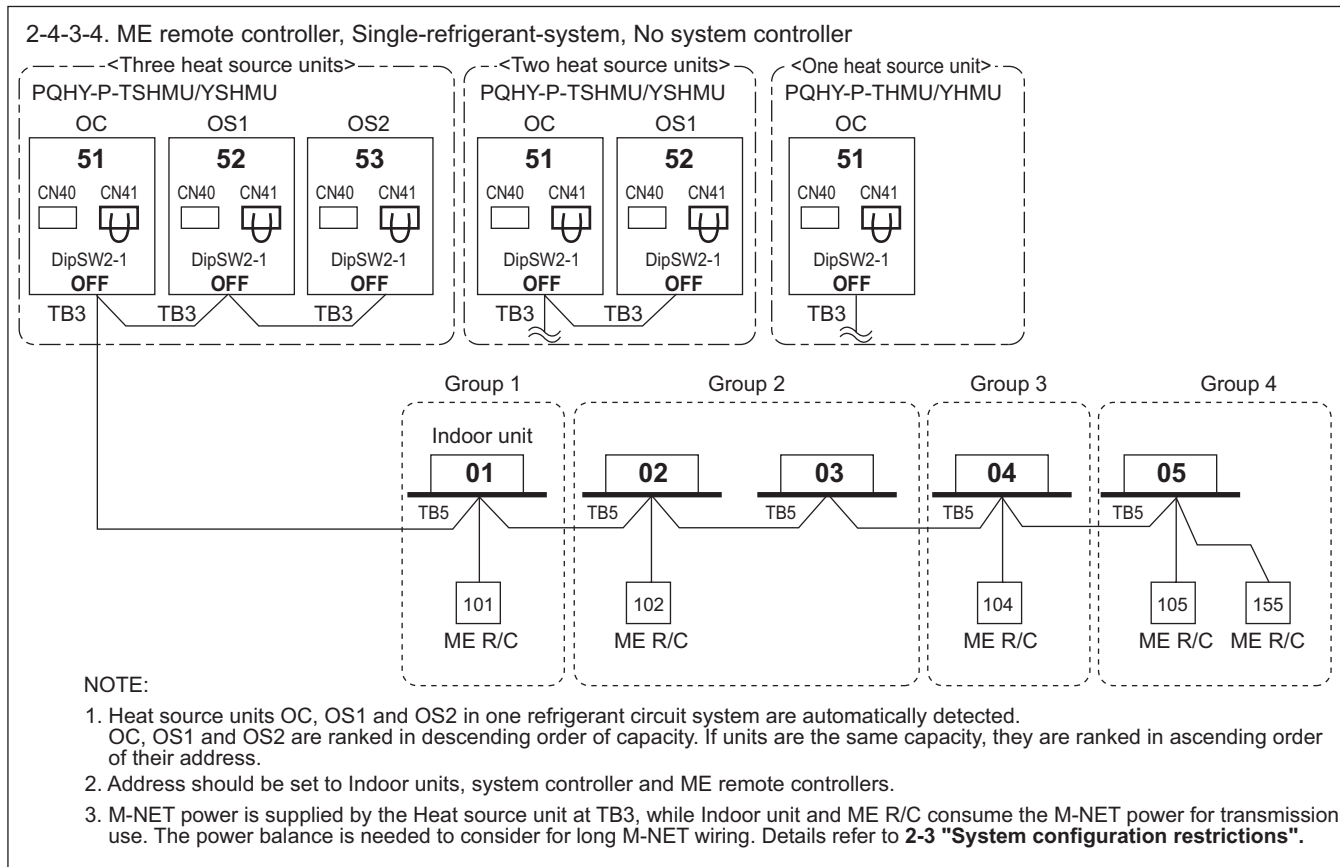 2-4-3-4. ME remote controller, Single-refrigerant-system, No system controller
<Three heat source units>
PQHY-P-TSHMU/YSHMU
OC OS1 OS2
51 52 53
CN40 CN41 CN40 CN41 CN40 CN41
DipSW2-1 DipSW2-1 DipSW2-1
OFF OFF OFF
TB3 TB3 TB3
<Two heat source units>
PQHY-P-TSHMU/YSHMU
OC OS1
51 52
CN40 CN41 CN40 CN41
DipSW2-1 DipSW2-1
OFF OFF
TB3 TB3
<One heat source unit>
PQHY-P-THMU/YHMU
OC
51
CN40 CN41
DipSW2-1
OFF
TB3
Group 1 Group 2 Group 3 Group 4
Indoor unit
01 02 03 04 05
TB5 TB5 TB5 TB5 TB5
101 102 104 105 155
ME R/C ME R/C ME R/C ME R/C ME R/C
NOTE:
1. Heat source units OC, OS1 and OS2 in one refrigerant circuit system are automatically detected.
OC, OS1 and OS2 are ranked in descending order of capacity. If units are the same capacity, they are ranked in ascending order
of their address.
2. Address should be set to Indoor units, system controller and ME remote controllers.
3. M-NET power is supplied by the Heat source unit at TB3, while Indoor unit and ME R/C consume the M-NET power for transmission
use. The power balance is needed to consider for long M-NET wiring. Details refer to 2-3 "System configuration restrictions".